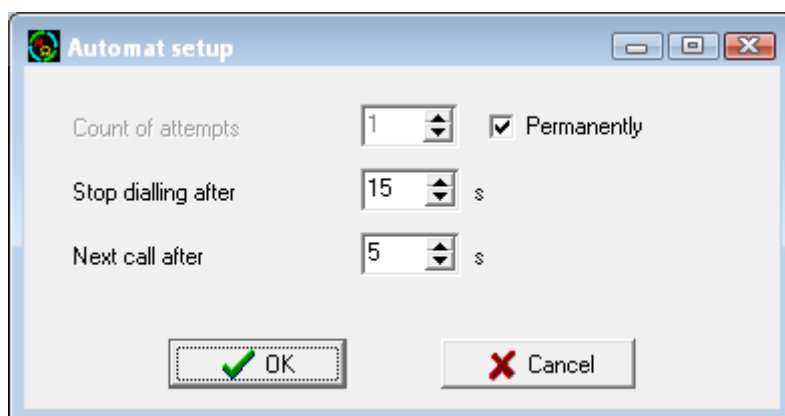 Automat setup
Count of attempts 1 Permanently
Stop dialling after 15 s
Next call after 5 s
OK Cancel